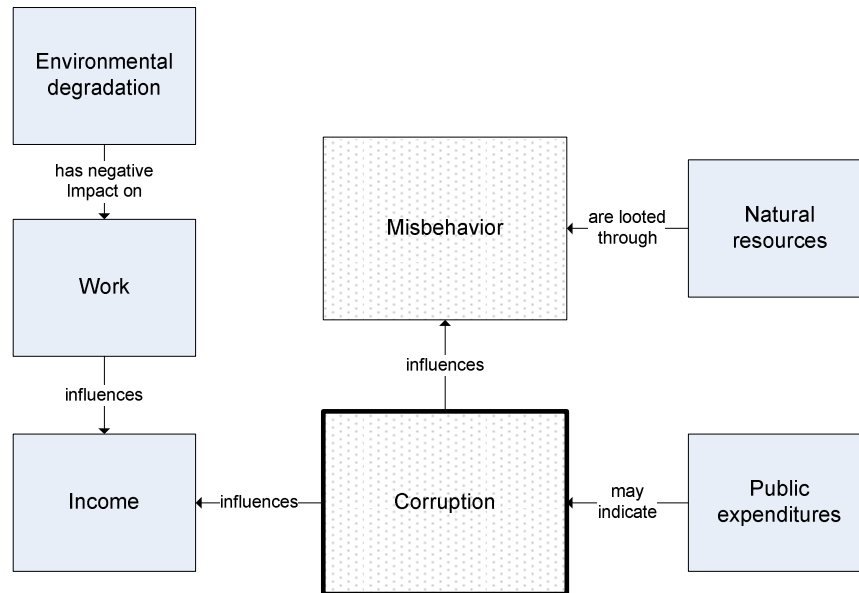 Environmental
degradation
has negative
Impact on
Work
influences
Income
influences
Misbehavior
influences
Corruption
are looted
through
Natural
resources
may
indicate
Public
expenditures